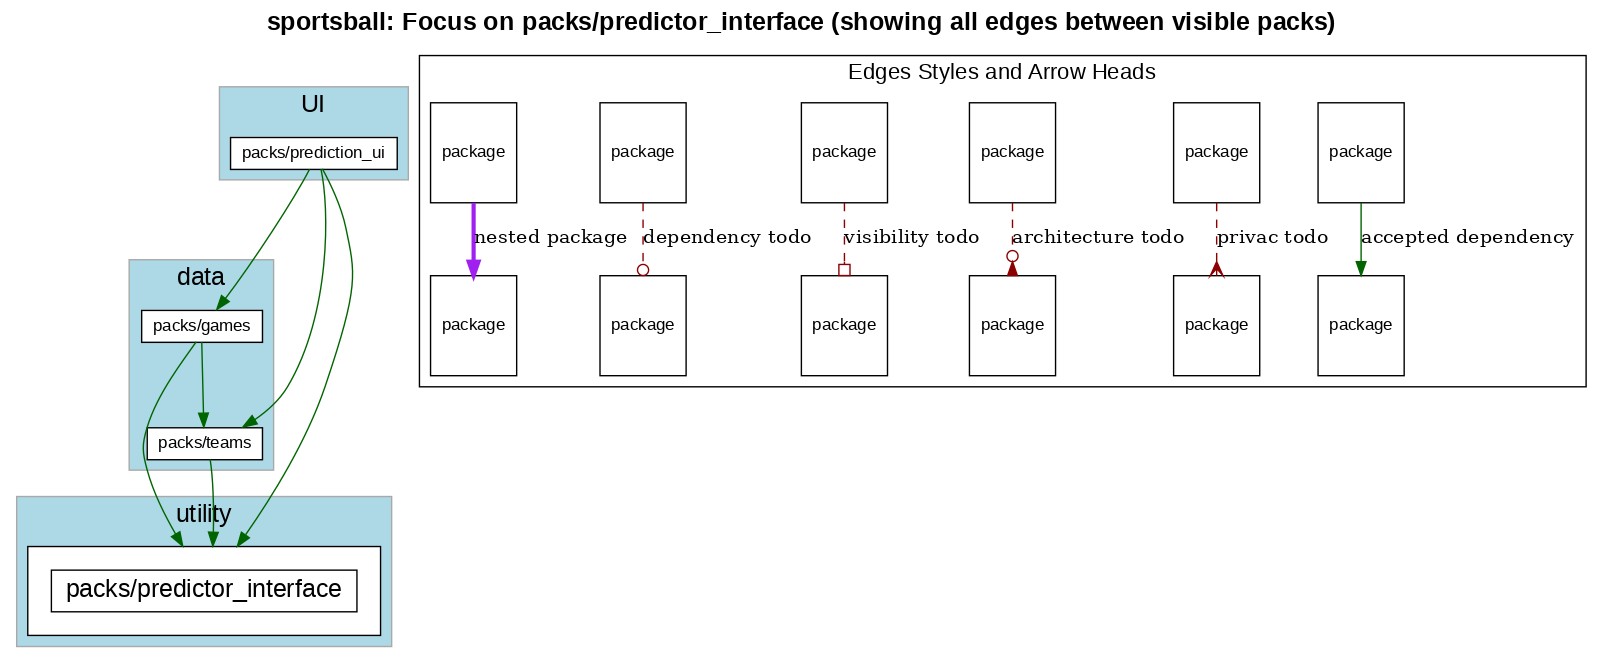 sportsball: Focus on packs/predictor_interface (showing all edges between visible packs)
UI
packs/prediction_ui
data
packs/games
packs/teams
utility
packs/predictor_interface
Edges Styles and Arrow Heads
package
package
package
package
package
package
nested package
dependency todo
visibility todo
architecture todo
privac todo
accepted dependency
package
package
package
package
package
package